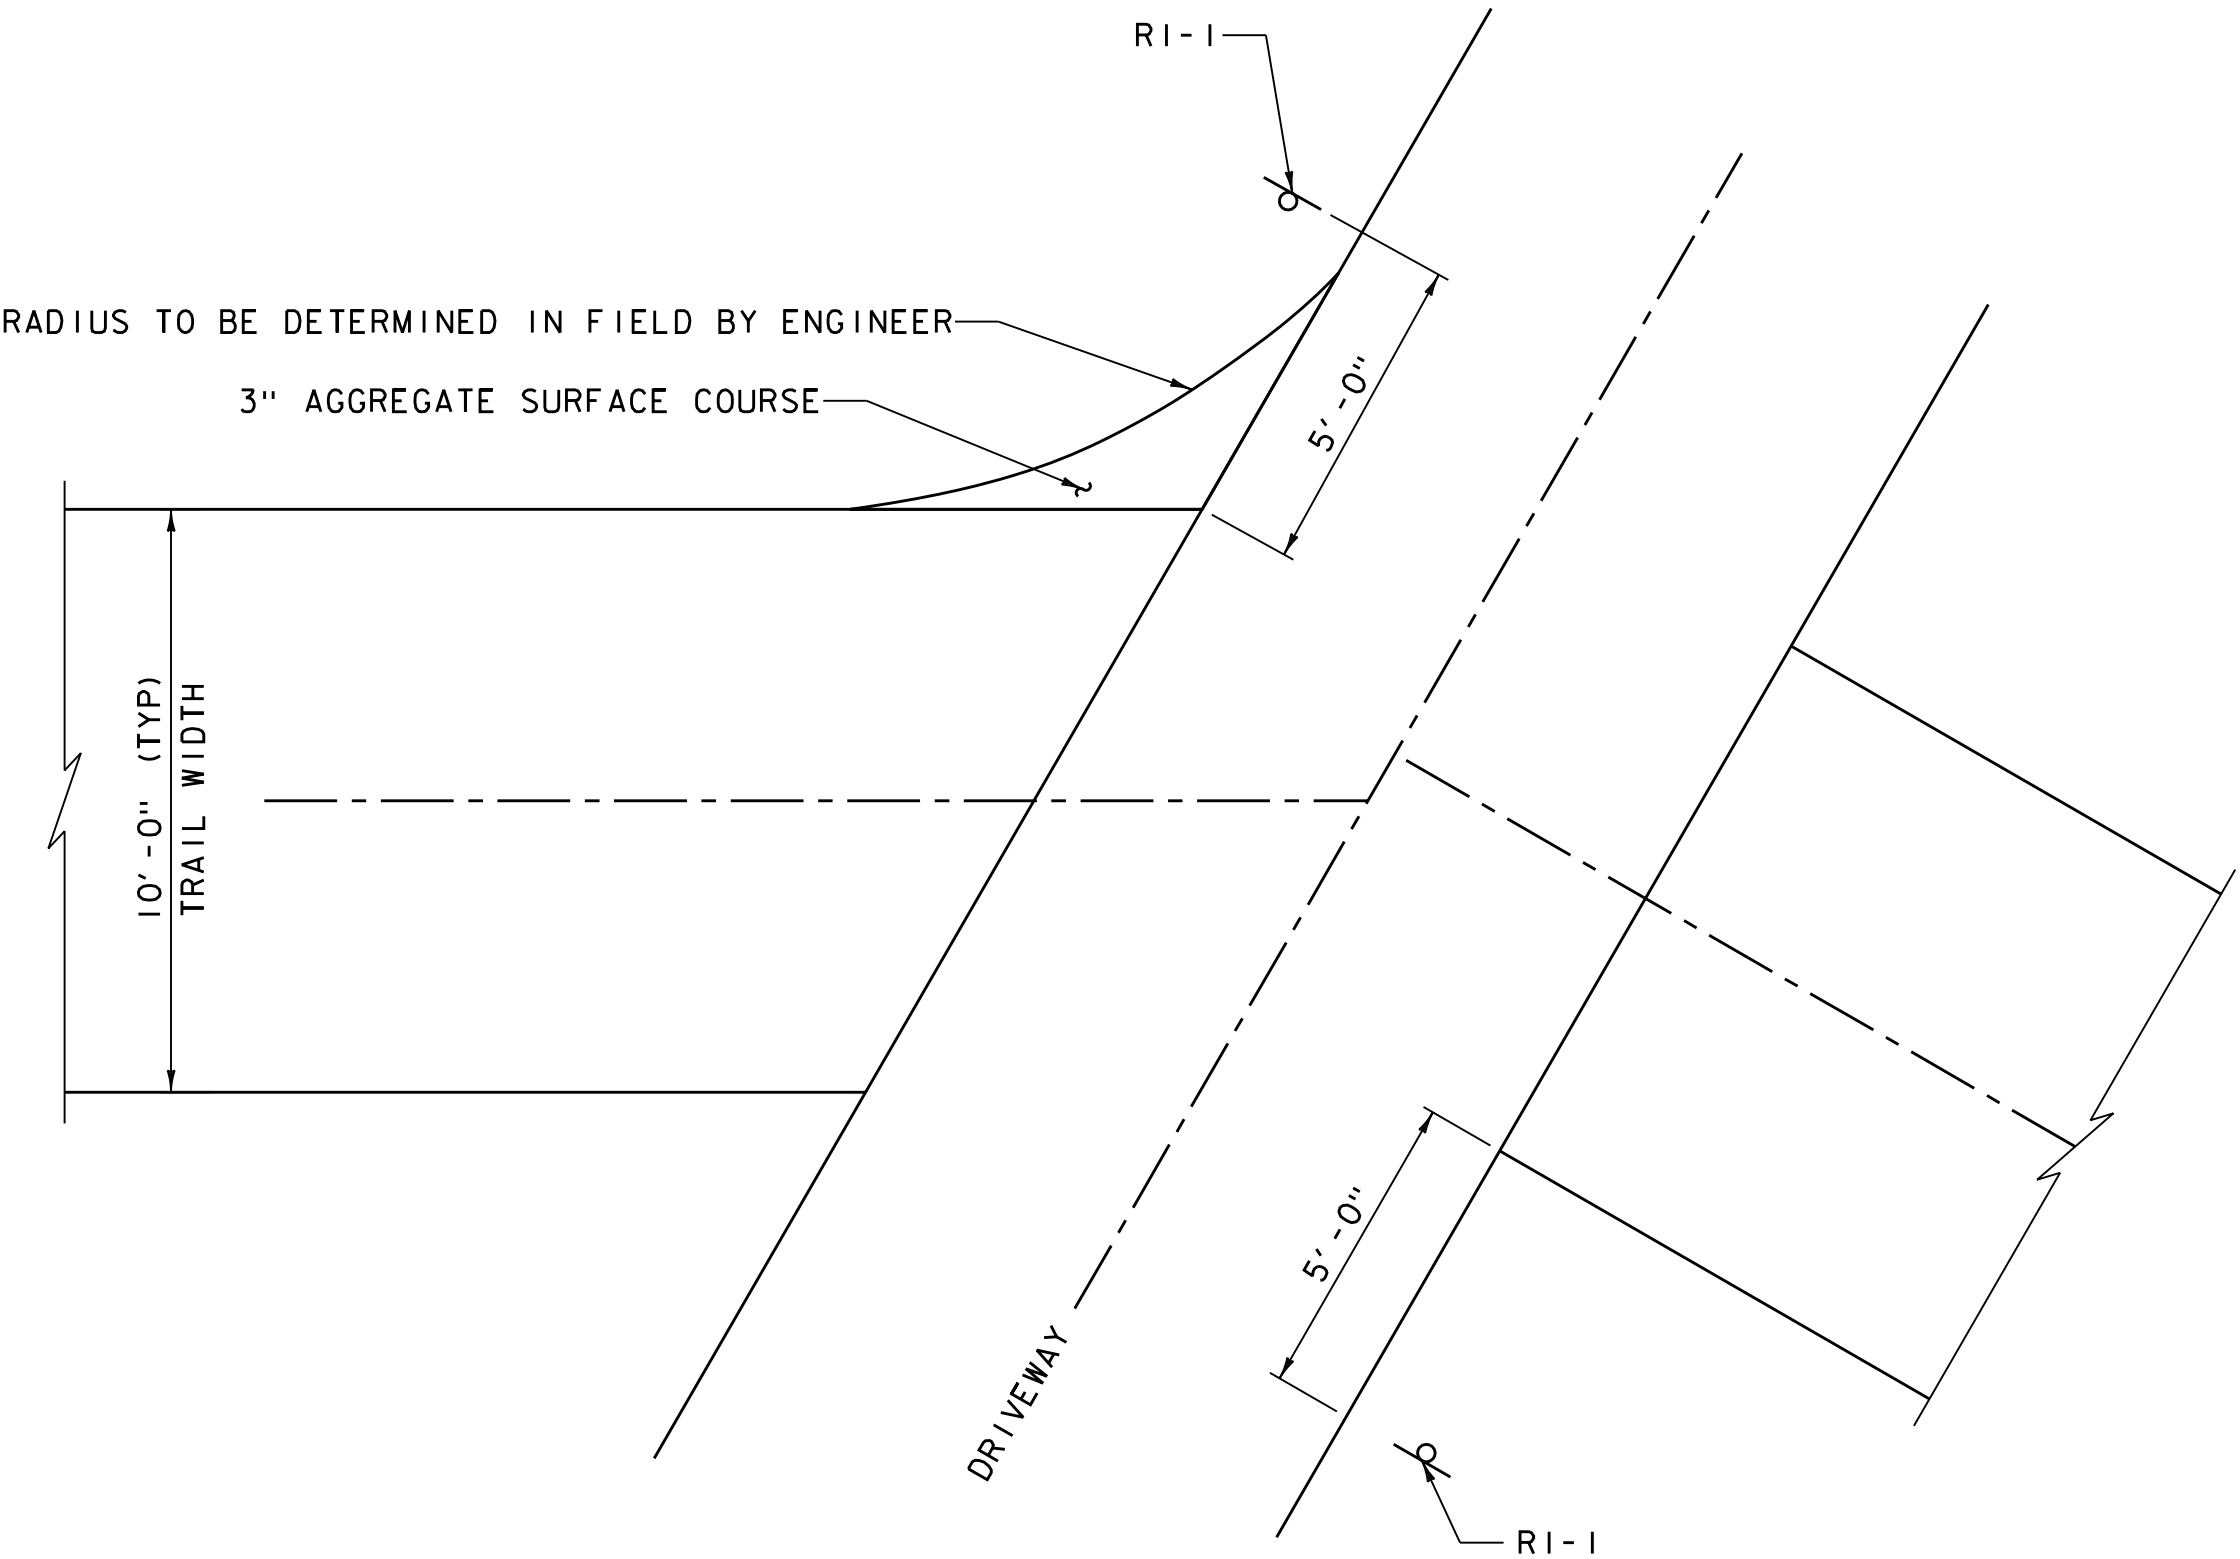 R1-1
RADIUS TO BE DETERMINED IN FIELD BY ENGINEER
3" AGGREGATE SURFACE COURSE
5'-0"
10'-0" (TYP)
TRAIL WIDTH
5'-0"
DRIVEWAY
R1-1